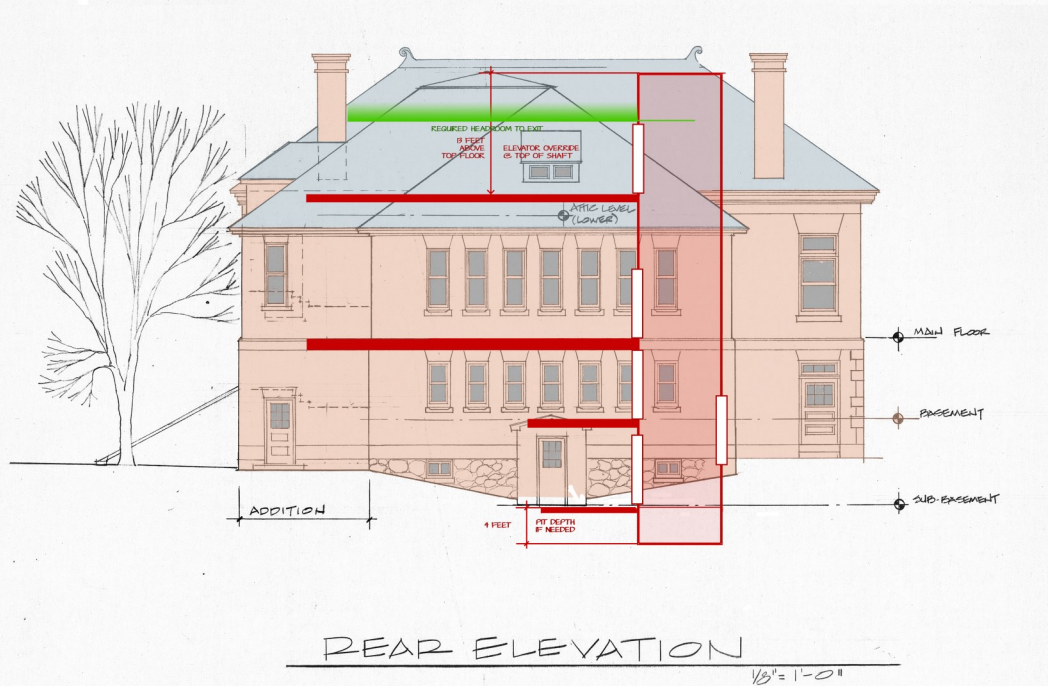 REQUIRED HEADROOM TO EXIT
13 FEET
ABOVE
TOP FLOOR
ELEVATOR OVERRIDE
@ TOP OF SHAFT
ATTIC LEVEL
(LOWER)
MAIN FLOOR
BASEMENT
SUB-BASEMENT
ADDITION
4 FEET
PIT DEPTH
IF NEEDED
REAR ELEVATION
1/8" = 1'-0"